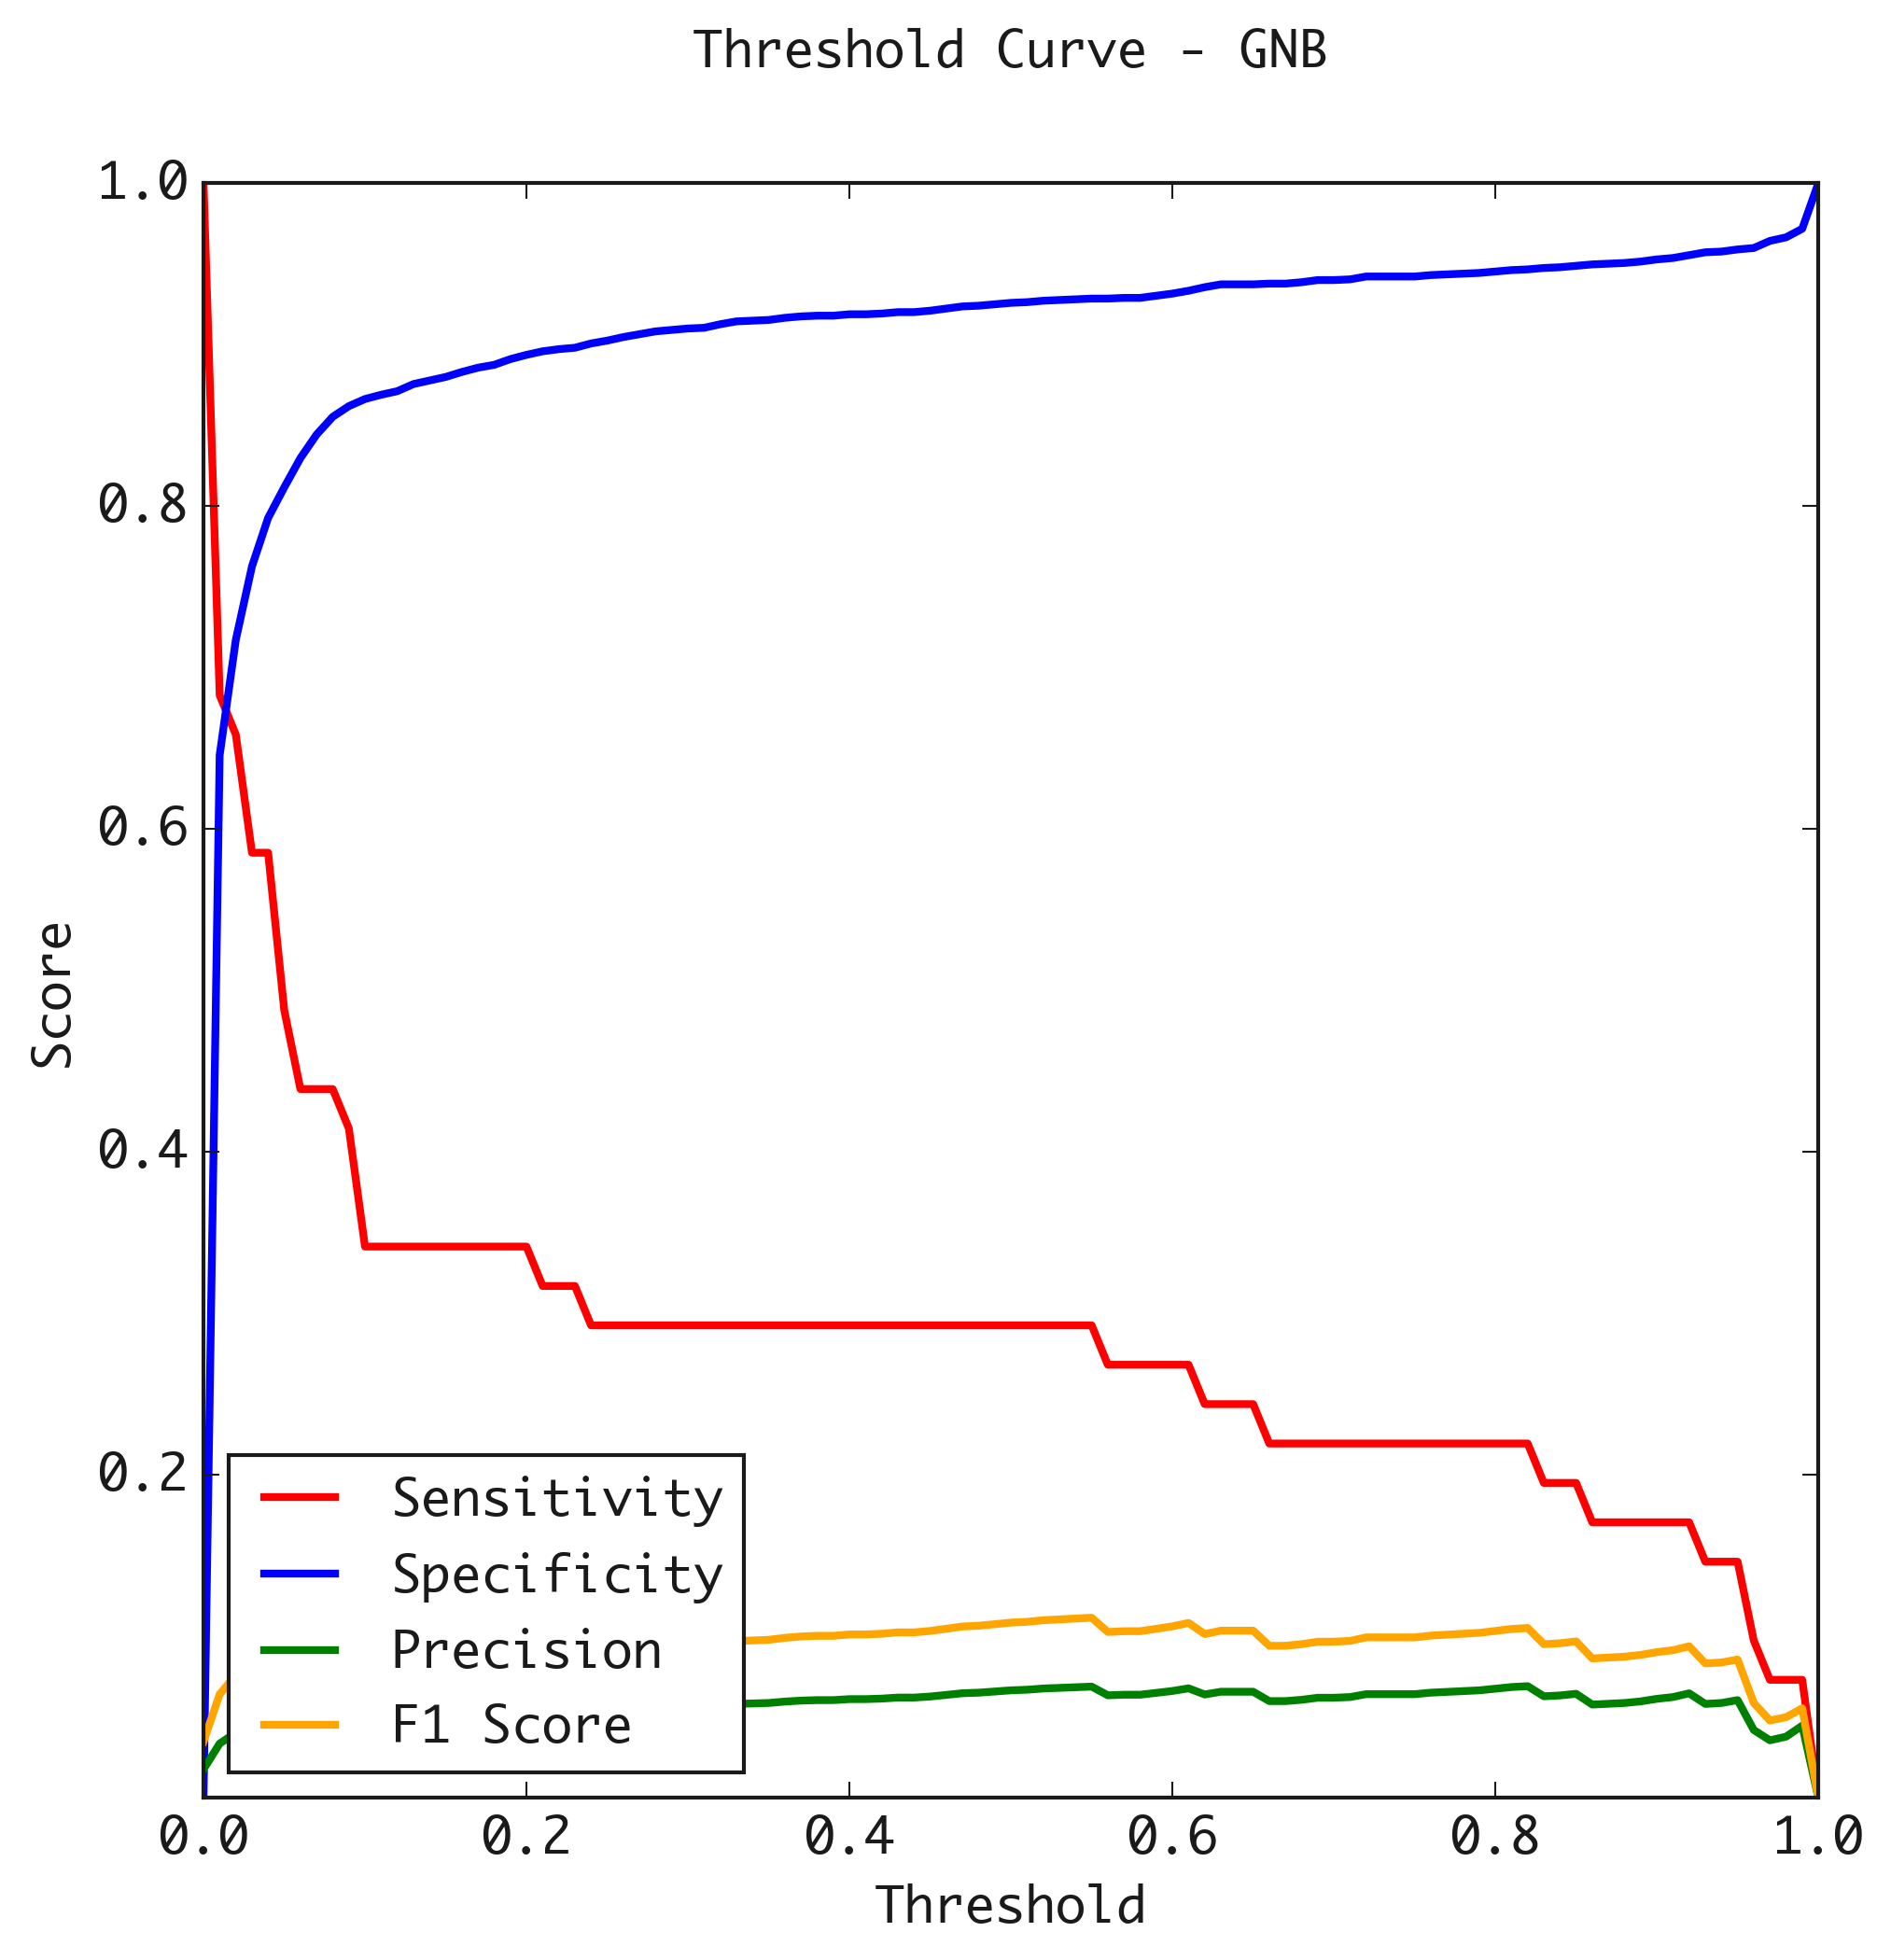 Threshold Curve - GNB
1.0
0.8
0.6
0.4
0.2
Score
Sensitivity
Specificity
Precision
F1 Score
0.0 0.2 0.4 0.6 0.8 1.0
Threshold